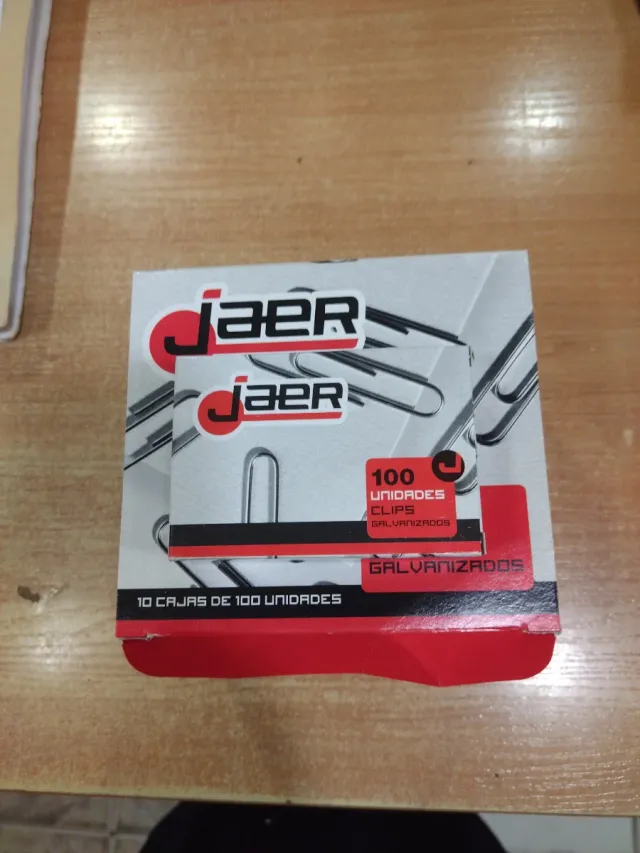 jaer
jaer
100
UNIDADES
CLIPS
GALVANIZADOS
GALVANIZADOS
10 CAJAS DE 100 UNIDADES